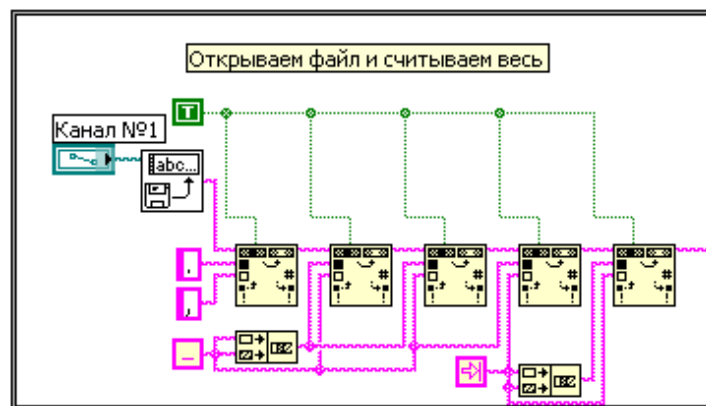 Открываем файл и считываем весь
T
Канал №1
abc...
.
,
_